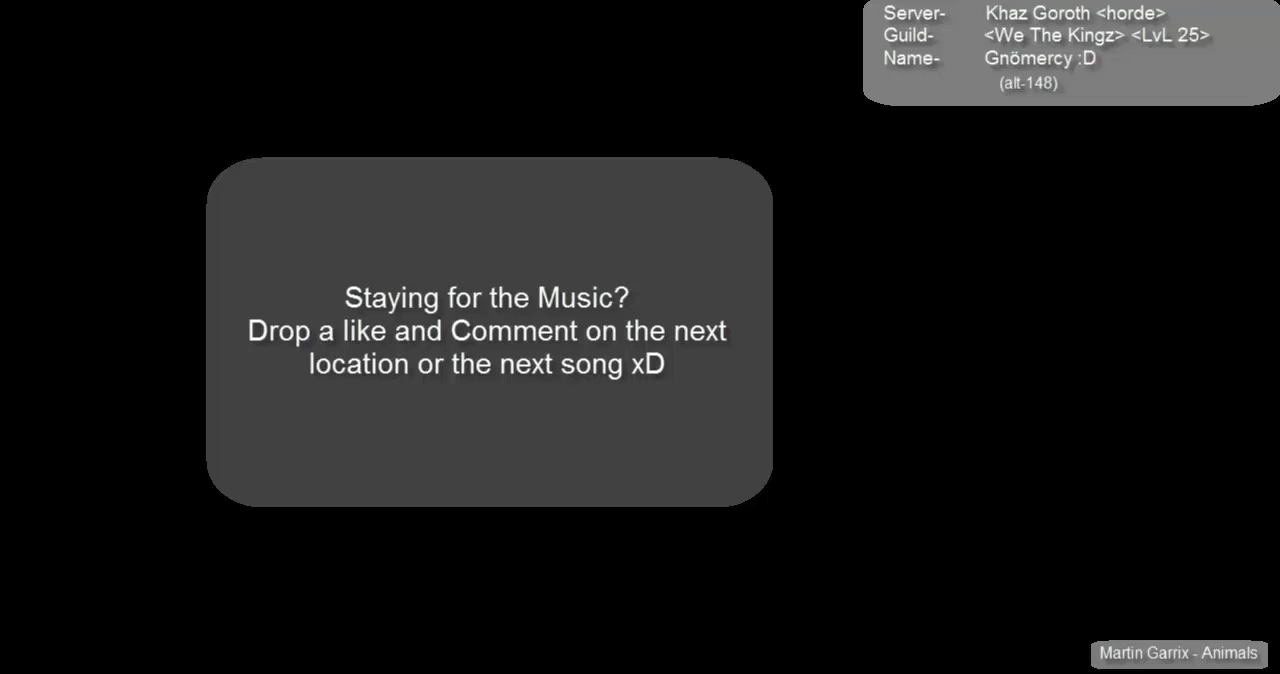 Server- Khaz Goroth <horde>
Guild- <We The Kingz> <LvL 25>
Name- Gnömercy :D
(alt-148)
Staying for the Music?
Drop a like and Comment on the next
location or the next song xD
Martin Garrix - Animals